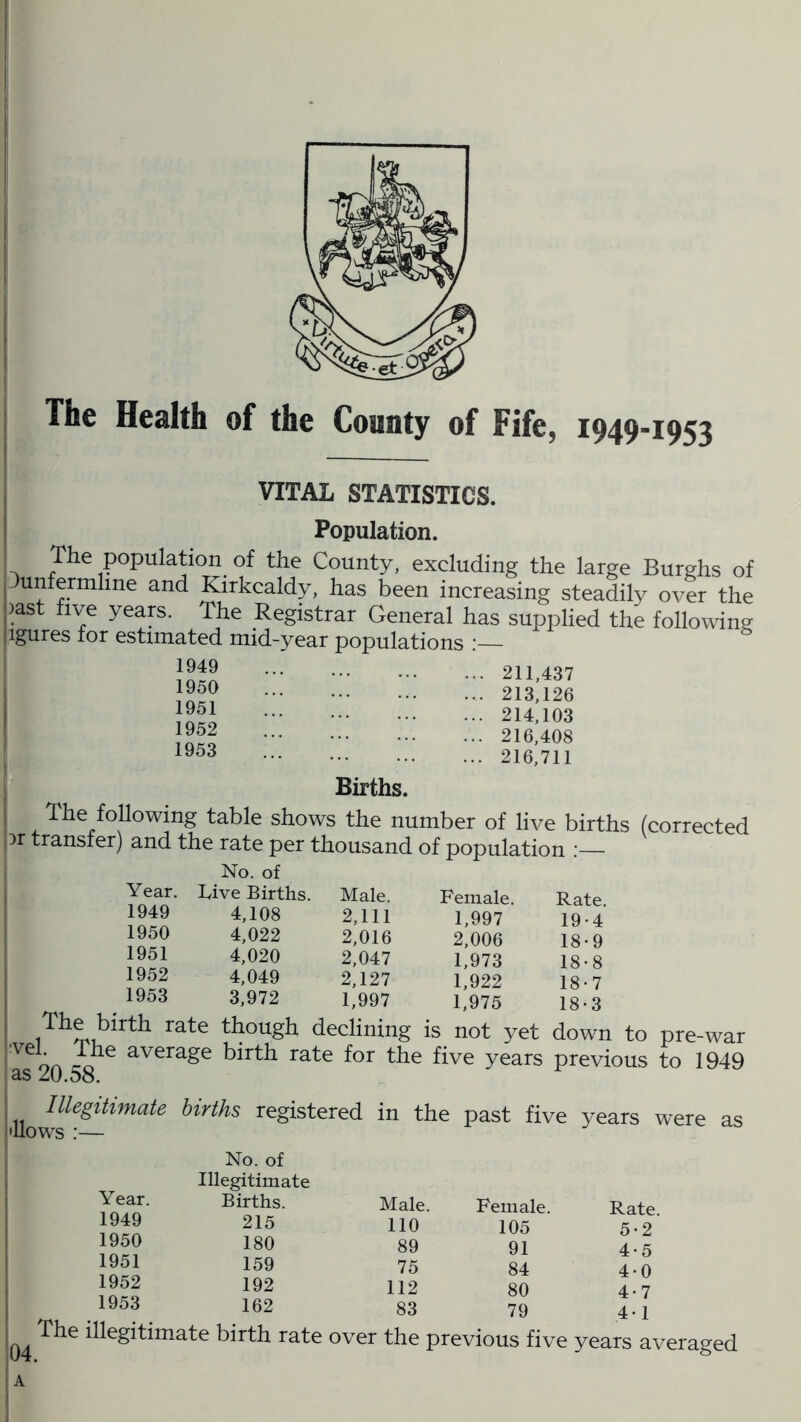 Virtute · et · Opera
The Health of the County of Fife, 1949-1953
VITAL STATISTICS.
Population.
The population of the County, excluding the large Burghs of
unfermline and Kirkcaldy, has been increasing steadily over the
ast five years. The Registrar General has supplied the following
igures for estimated mid-year populations :—
1949 ... ... ... ... 211,437
1950 ... ... ... ... 213,126
1951 ... ... ... ... 214,103
1952 ... ... ... ... 216,408
1953 ... ... ... ... 216,711
Births.
The following table shows the number of live births (corrected
or transfer) and the rate per thousand of population :—
No. of
Year. Live Births. Male. Female. Rate.
1949 4,108 2,111 1,997 19·4
1950 4,022 2,016 2,006 18·9
1951 4,020 2,047 1,973 18·8
1952 4,049 2,127 1,922 18·7
1953 3,972 1,997 1,975 18·3
The birth rate though declining is not yet down to pre-war
vel. The average birth rate for the five years previous to 1949
as 20.58.
Illegitimate births registered in the past five years were as
llows :—
No. of
Illegitimate
Year. Births. Male. Female. Rate.
1949 215 110 105 5·2
1950 180 89 91 4·5
1951 159 75 84 4·0
1952 192 112 80 4·7
1953 162 83 79 4·1
The illegitimate birth rate over the previous five years averaged
04.
A